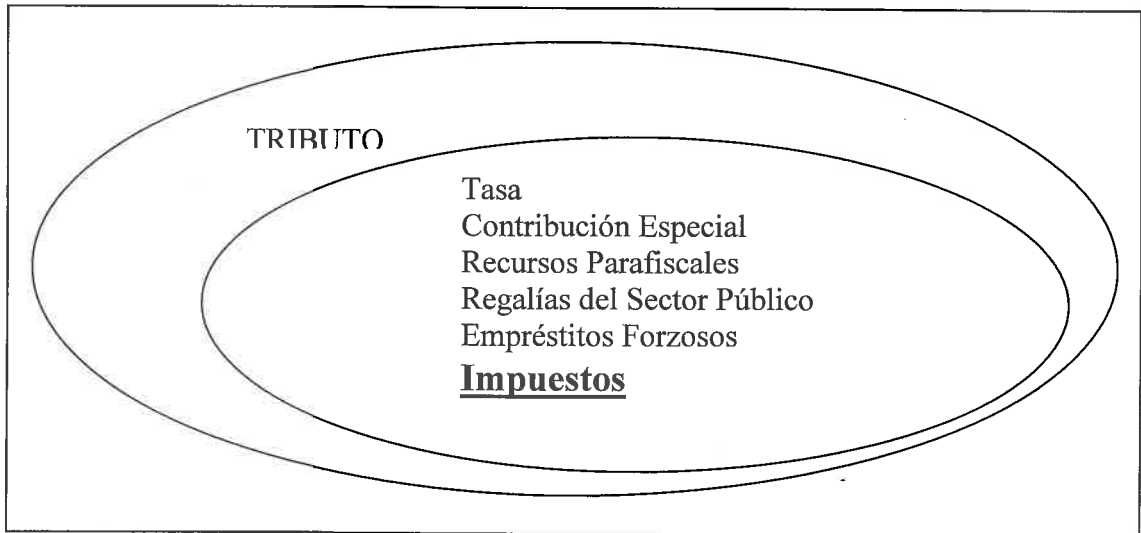 TRIBUTO
Tasa
Contribución Especial
Recursos Parafiscales
Regalías del Sector Público
Empréstitos Forzosos
Impuestos